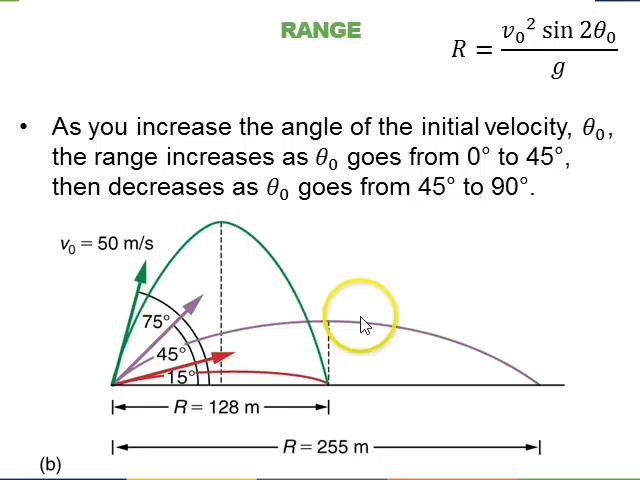 RANGE
R = v₀² sin 2θ₀ / g
• As you increase the angle of the initial velocity, θ₀,
the range increases as θ₀ goes from 0° to 45°,
then decreases as θ₀ goes from 45° to 90°.
v₀ = 50 m/s
75°
45°
15°
R = 128 m
R = 255 m
(b)